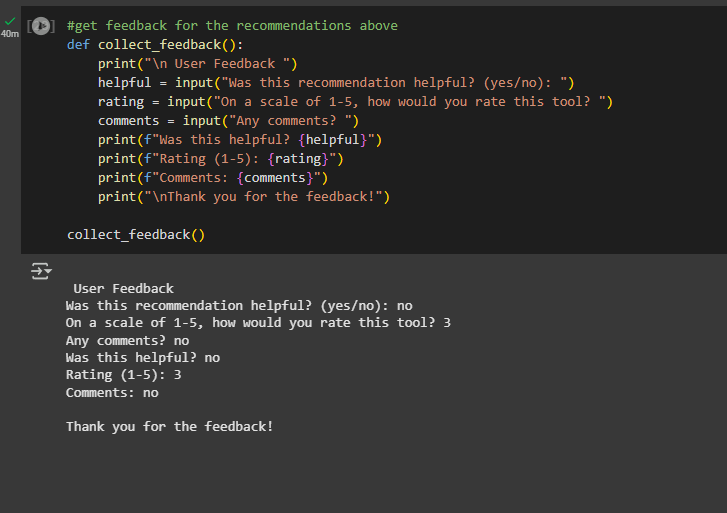 40m
#get feedback for the recommendations above
def collect_feedback():
    print("\n User Feedback ")
    helpful = input("Was this recommendation helpful? (yes/no): ")
    rating = input("On a scale of 1-5, how would you rate this tool? ")
    comments = input("Any comments? ")
    print(f"Was this helpful? {helpful}")
    print(f"Rating (1-5): {rating}")
    print(f"Comments: {comments}")
    print("\nThank you for the feedback!")
collect_feedback()
 User Feedback
Was this recommendation helpful? (yes/no): no
On a scale of 1-5, how would you rate this tool? 3
Any comments? no
Was this helpful? no
Rating (1-5): 3
Comments: no
Thank you for the feedback!